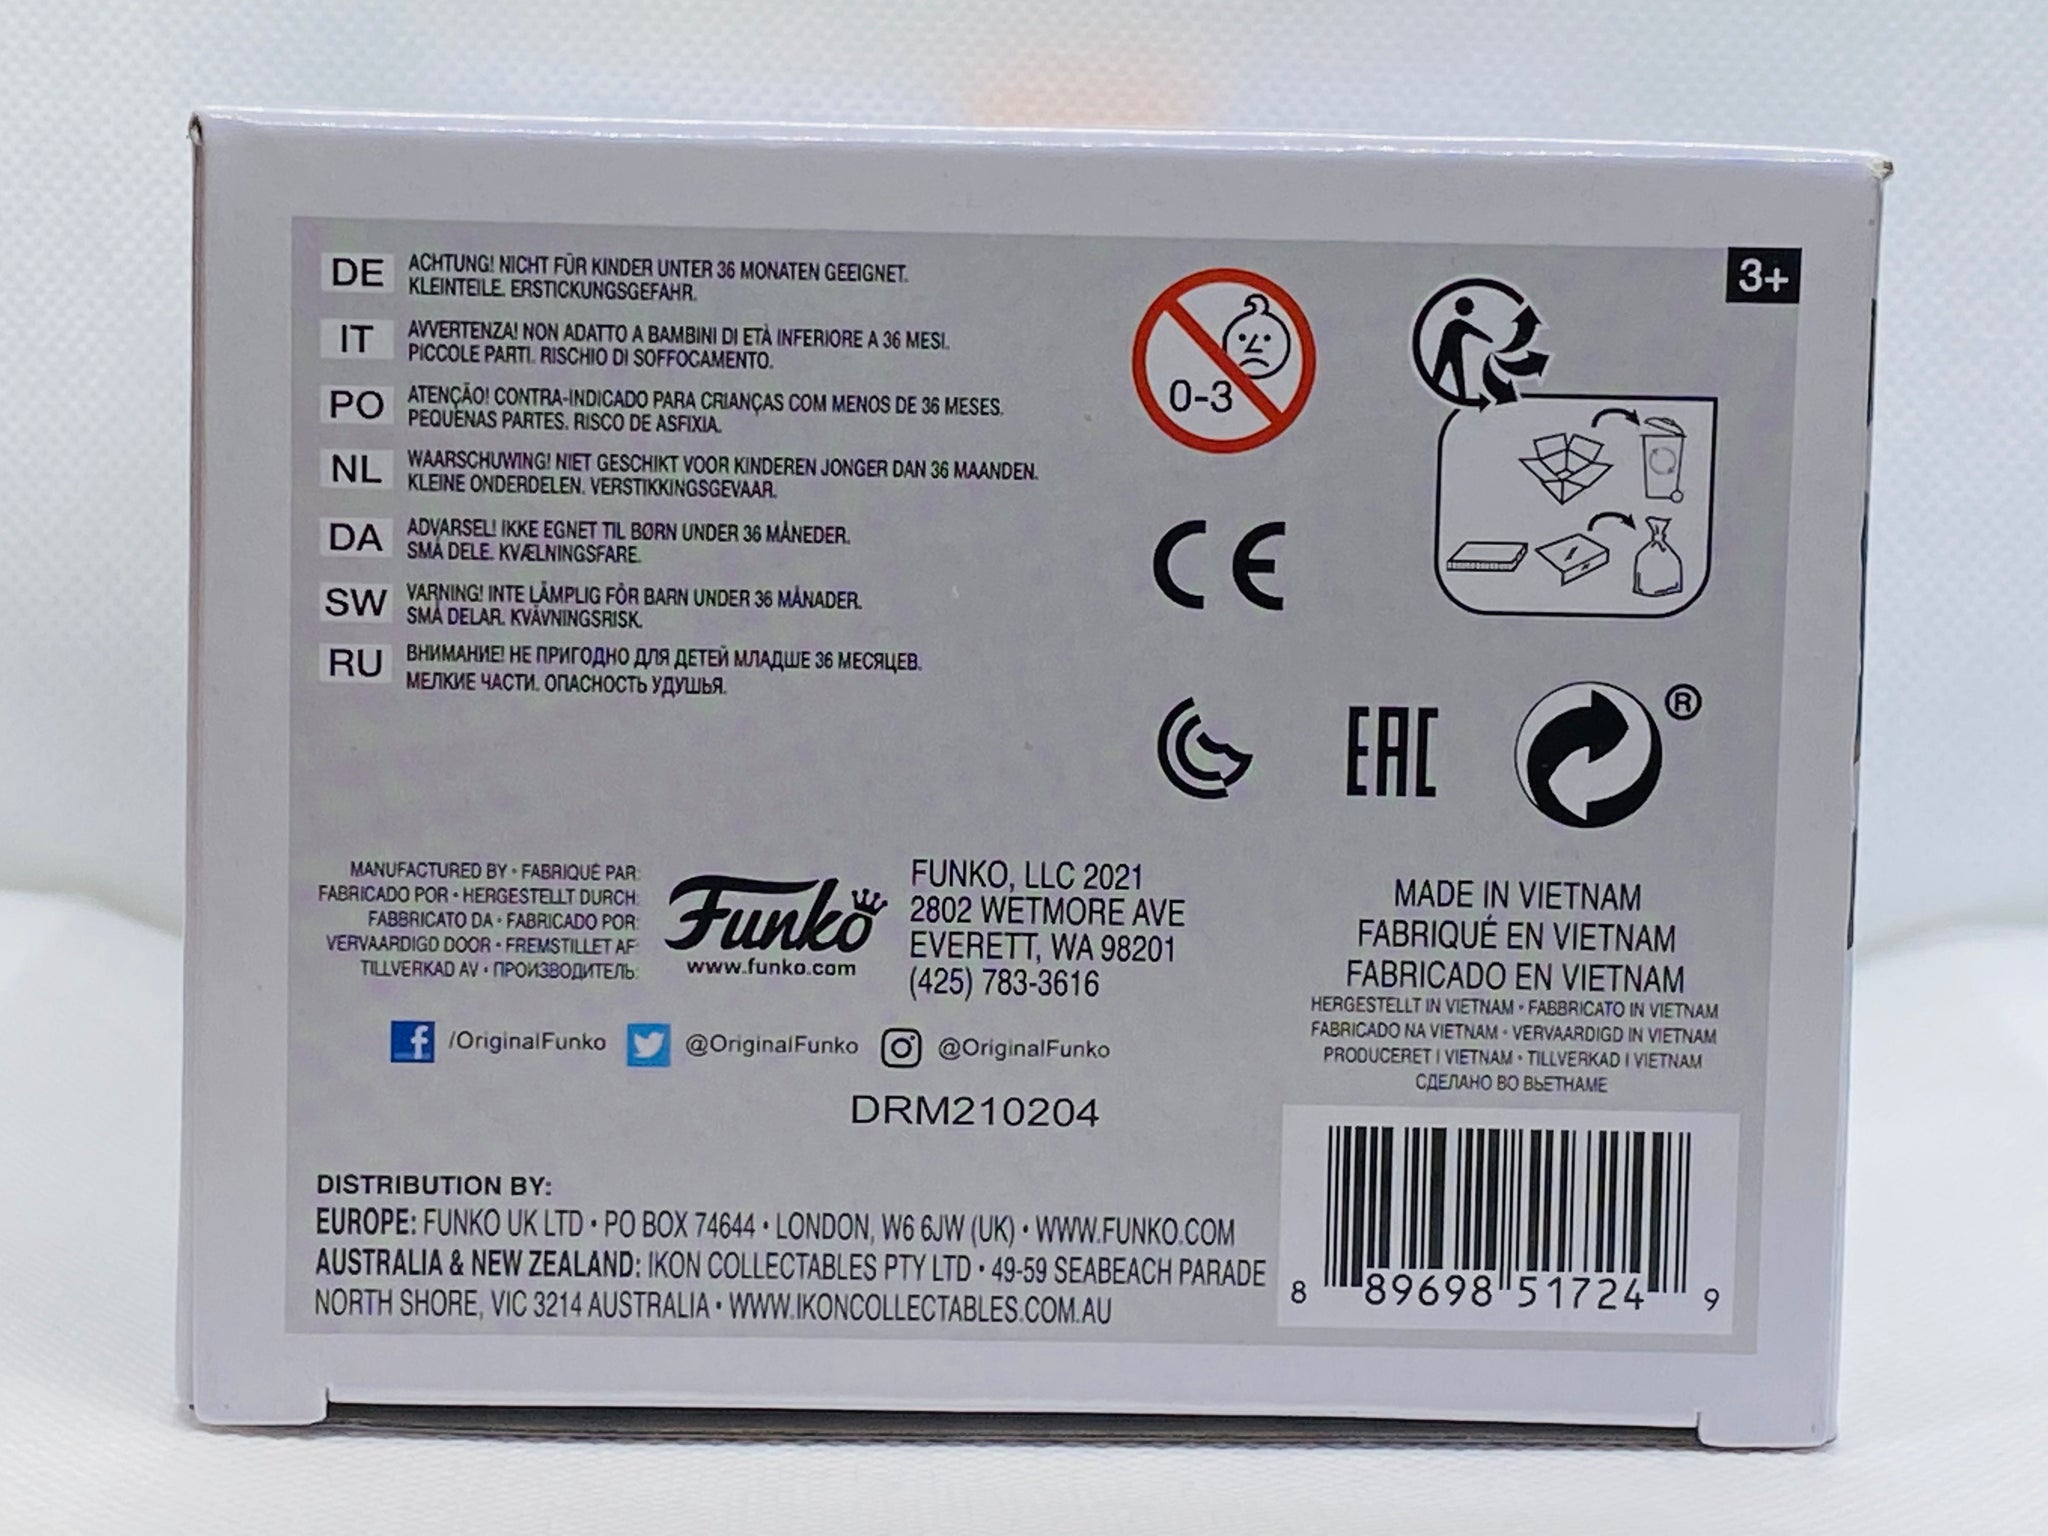 3+
DE ACHTUNG! NICHT FÜR KINDER UNTER 36 MONATEN GEEIGNET.
KLEINTEILE. ERSTICKUNGSGEFAHR.
IT AVVERTENZA! NON ADATTO A BAMBINI DI ETÀ INFERIORE A 36 MESI.
PICCOLE PARTI. RISCHIO DI SOFFOCAMENTO.
PO ATENÇÃO! CONTRA-INDICADO PARA CRIANÇAS COM MENOS DE 36 MESES.
PEQUENAS PARTES. RISCO DE ASFIXIA.
NL WAARSCHUWING! NIET GESCHIKT VOOR KINDEREN JONGER DAN 36 MAANDEN.
KLEINE ONDERDELEN. VERSTIKKINGSGEVAAR.
DA ADVARSEL! IKKE EGNET TIL BØRN UNDER 36 MÅNEDER.
SMÅ DELE. KVÆLNINGSFARE.
SW VARNING! INTE LÄMPLIG FÖR BARN UNDER 36 MÅNADER.
SMÅ DELAR. KVÄVNINGSRISK.
RU ВНИМАНИЕ! НЕ ПРИГОДНО ДЛЯ ДЕТЕЙ МЛАДШЕ 36 МЕСЯЦЕВ.
МЕЛКИЕ ЧАСТИ. ОПАСНОСТЬ УДУШЬЯ.
0-3
CE
EAC
®
MANUFACTURED BY • FABRIQUÉ PAR:
FABRICADO POR • HERGESTELLT DURCH:
FABBRICATO DA • FABRICADO POR:
VERVAARDIGD DOOR • FREMSTILLET AF:
TILLVERKAD AV • ПРОИЗВОДИТЕЛЬ:
Funko
www.funko.com
FUNKO, LLC 2021
2802 WETMORE AVE
EVERETT, WA 98201
(425) 783-3616
MADE IN VIETNAM
FABRIQUÉ EN VIETNAM
FABRICADO EN VIETNAM
HERGESTELLT IN VIETNAM • FABBRICATO IN VIETNAM
FABRICADO NA VIETNAM • VERVAARDIGD IN VIETNAM
PRODUCERET I VIETNAM • TILLVERKAD I VIETNAM
СДЕЛАНО ВО ВЬЕТНАМЕ
f /OriginalFunko @OriginalFunko @OriginalFunko
DRM210204
DISTRIBUTION BY:
EUROPE: FUNKO UK LTD • PO BOX 74644 • LONDON, W6 6JW (UK) • WWW.FUNKO.COM
AUSTRALIA & NEW ZEALAND: IKON COLLECTABLES PTY LTD • 49-59 SEABEACH PARADE
NORTH SHORE, VIC 3214 AUSTRALIA • WWW.IKONCOLLECTABLES.COM.AU
8 89698 51724 9